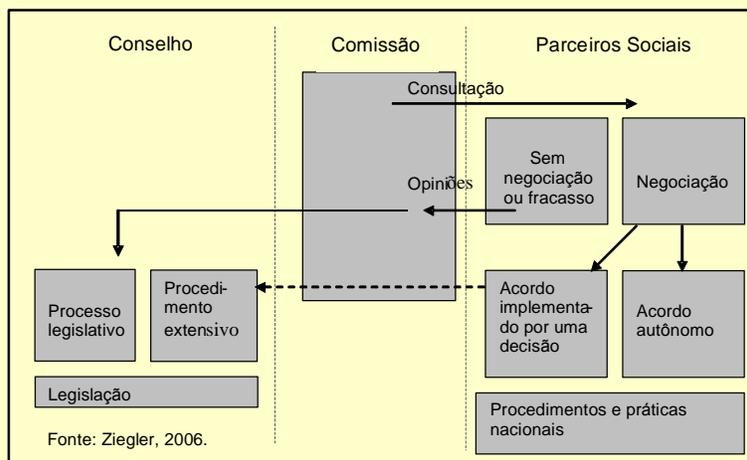 Conselho
Comissão
Parceiros Sociais
Consultação
Sem
negociação
ou fracasso
Negociação
Opiniões
Processo
legislativo
Procedi-
mento
extensivo
Acordo
implementa-
do por uma
decisão
Acordo
autônomo
Legislação
Procedimentos e práticas
nacionais
Fonte: Ziegler, 2006.